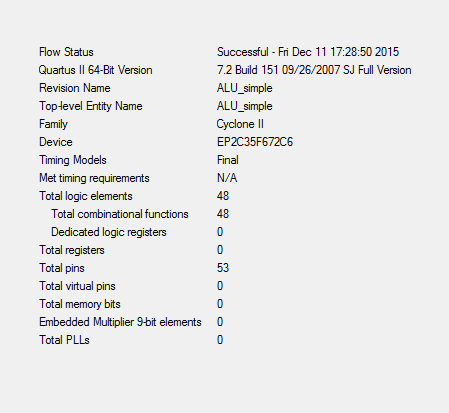 Flow Status Successful - Fri Dec 11 17:28:50 2015
Quartus II 64-Bit Version 7.2 Build 151 09/26/2007 SJ Full Version
Revision Name ALU_simple
Top-level Entity Name ALU_simple
Family Cyclone II
Device EP2C35F672C6
Timing Models Final
Met timing requirements N/A
Total logic elements 48
Total combinational functions 48
Dedicated logic registers 0
Total registers 0
Total pins 53
Total virtual pins 0
Total memory bits 0
Embedded Multiplier 9-bit elements 0
Total PLLs 0